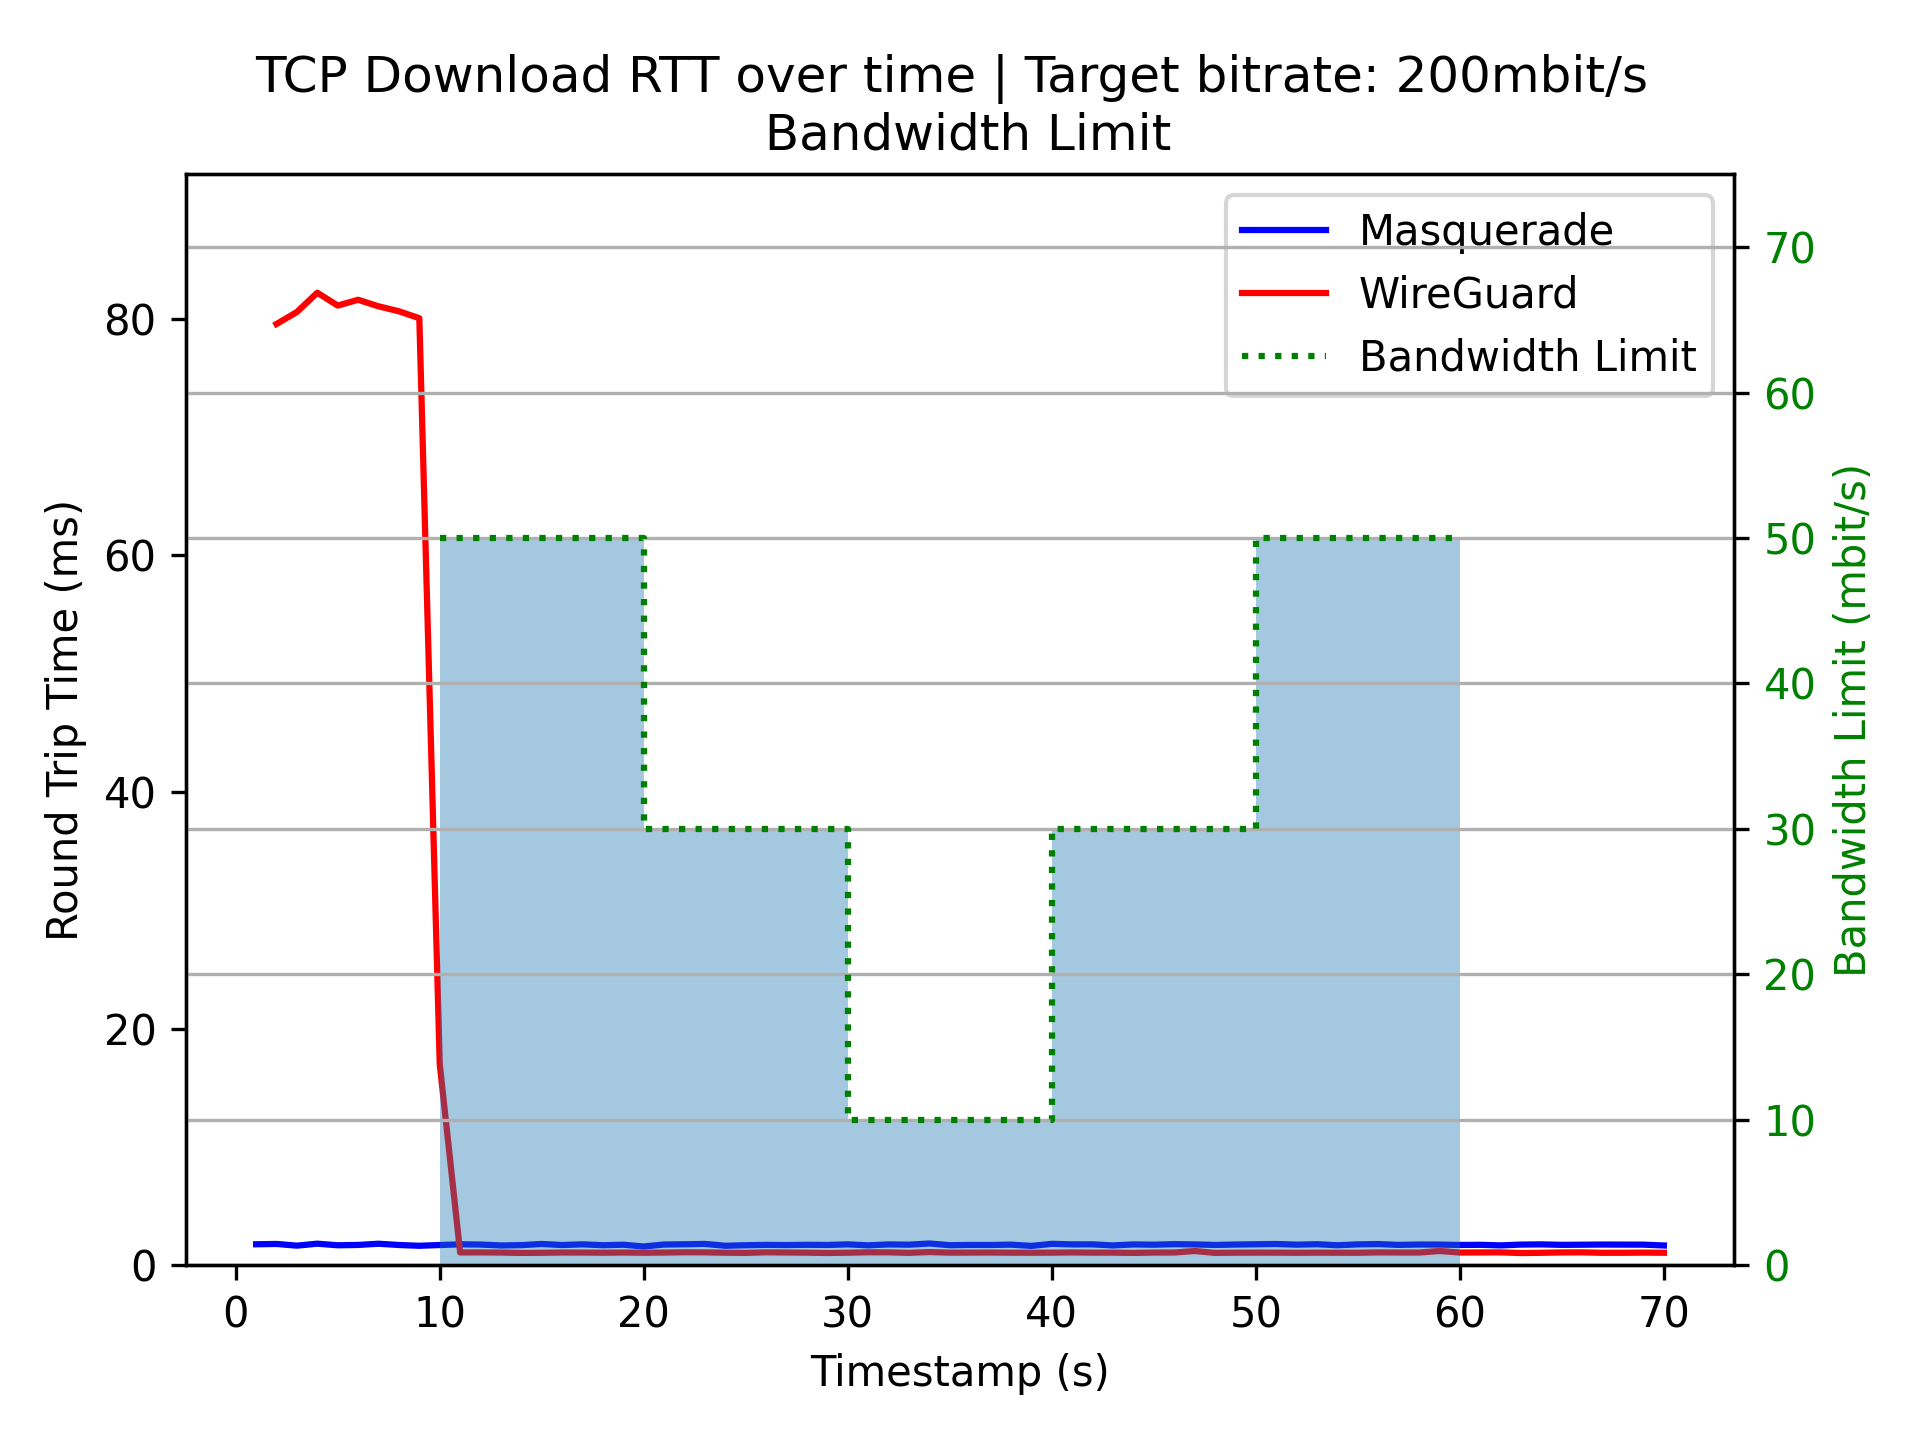 TCP Download RTT over time | Target bitrate: 200mbit/s
Bandwidth Limit
Masquerade
WireGuard
Bandwidth Limit
Round Trip Time (ms)
80
60
40
20
0
70
60
50
40
30
20
10
0
Bandwidth Limit (mbit/s)
0
10
20
30
40
50
60
70
Timestamp (s)